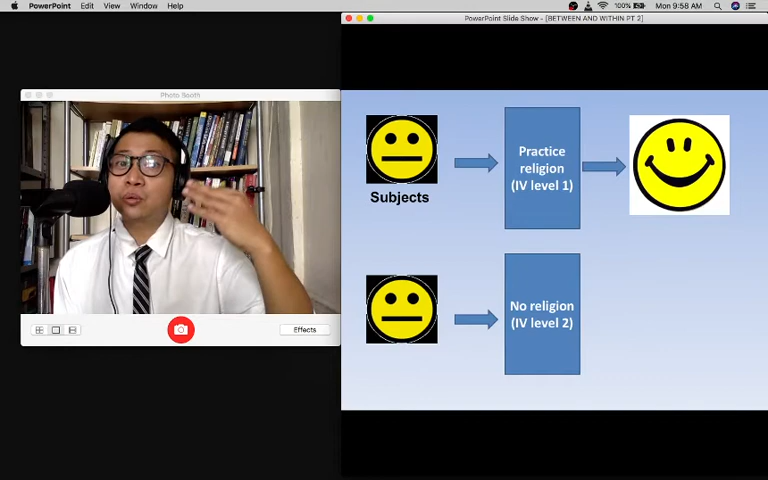 PowerPoint Edit View Window Help
100% Mon 9:58 AM
PowerPoint Slide Show - [BETWEEN AND WITHIN PT 2]
Photo Booth
Practice
religion
(IV level 1)
Subjects
No religion
(IV level 2)
Effects